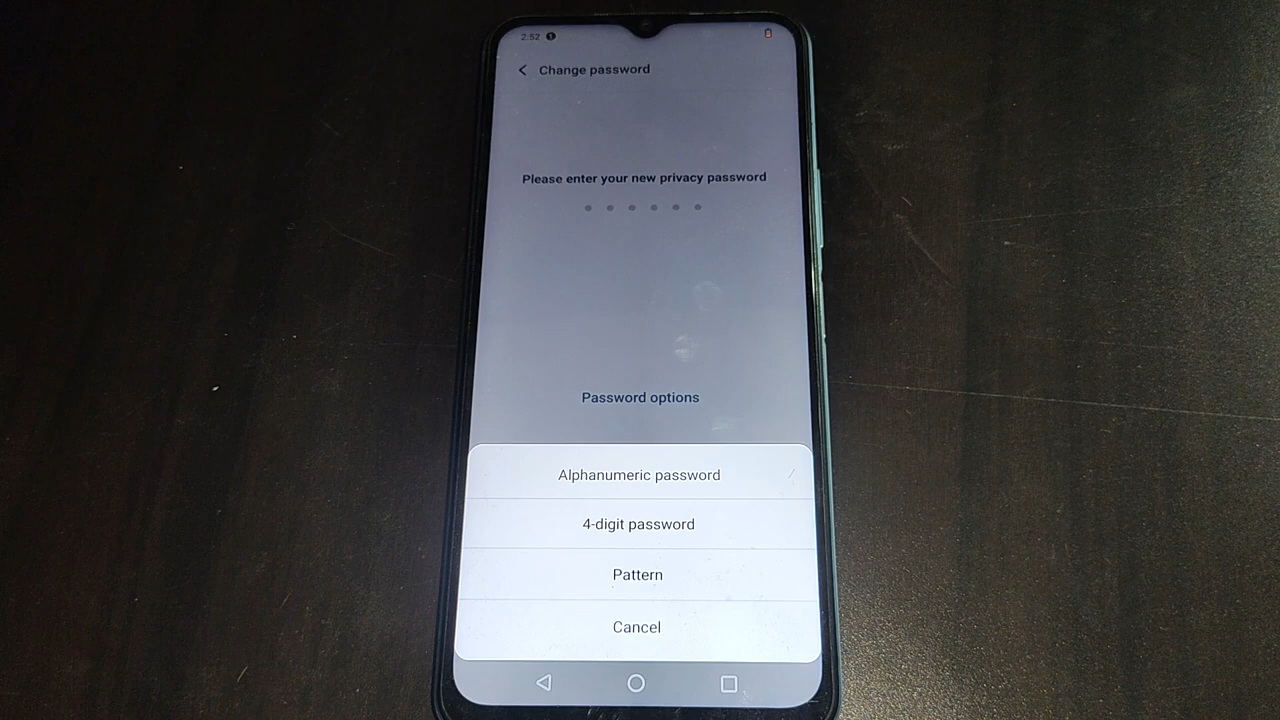 2:52
Change password
Please enter your new privacy password
Password options
Alphanumeric password
4-digit password
Pattern
Cancel